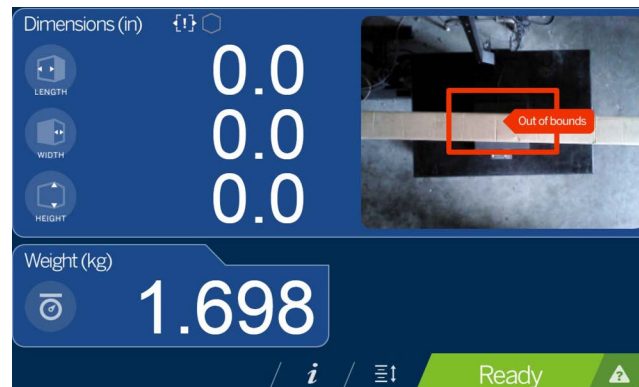 Dimensions (in) {!}
LENGTH
0.0
WIDTH
0.0
HEIGHT
0.0
Out of bounds
Weight (kg)
1.698
i
Ready
?